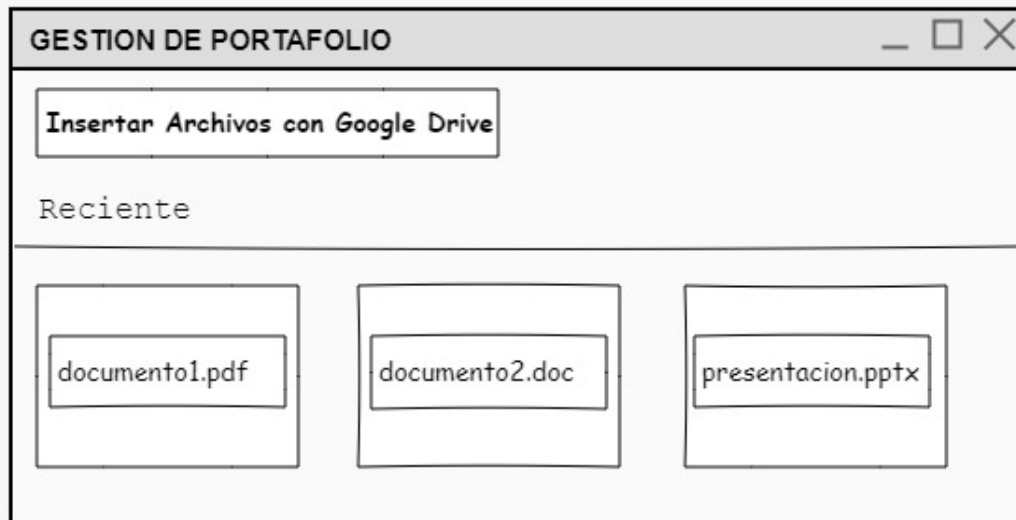 GESTION DE PORTAFOLIO
Insertar Archivos con Google Drive
Reciente
documento1.pdf
documento2.doc
presentacion.pptx